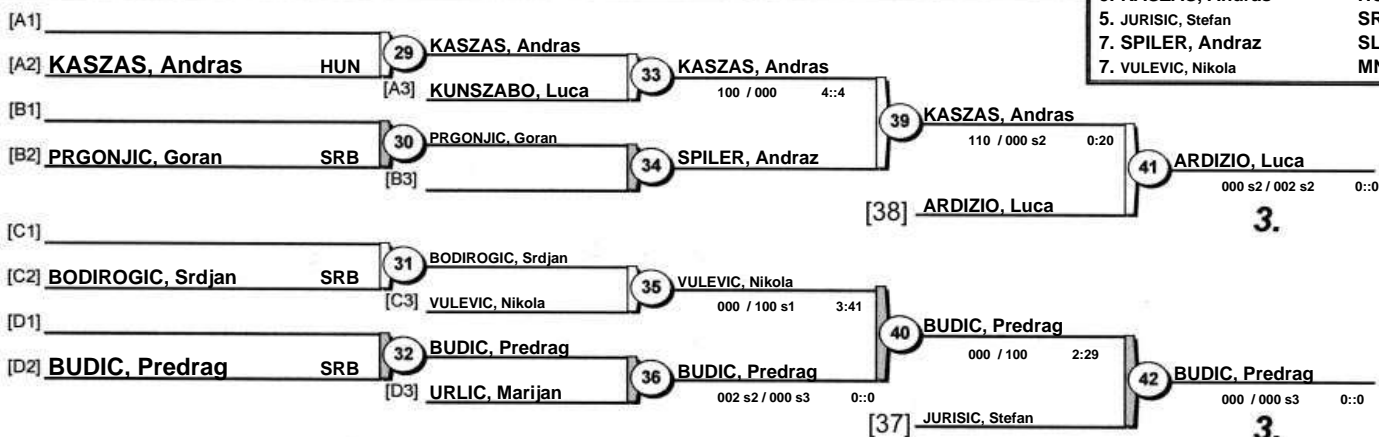 5. JURISIC, Stefan SR
7. SPILER, Andraz SL
7. VULEVIC, Nikola MN
[A1]
[A2] KASZAS, Andras HUN
29 KASZAS, Andras
[A3] KUNSZABO, Luca
33 KASZAS, Andras
100 / 000 4::4
[B1]
[B2] PRGONJIC, Goran SRB
30 PRGONJIC, Goran
[B3]
34 SPILER, Andraz
39 KASZAS, Andras
110 / 000 s2 0:20
[38] ARDIZIO, Luca
41 ARDIZIO, Luca
000 s2 / 002 s2 0::0
3.
[C1]
[C2] BODIROGIC, Srdjan SRB
31 BODIROGIC, Srdjan
[C3] VULEVIC, Nikola
35 VULEVIC, Nikola
000 / 100 s1 3:41
[D1]
[D2] BUDIC, Predrag SRB
32 BUDIC, Predrag
[D3] URLIC, Marijan
36 BUDIC, Predrag
002 s2 / 000 s3 0::0
40 BUDIC, Predrag
000 / 100 2:29
[37] JURISIC, Stefan
42 BUDIC, Predrag
000 / 000 s3 0::0
3.